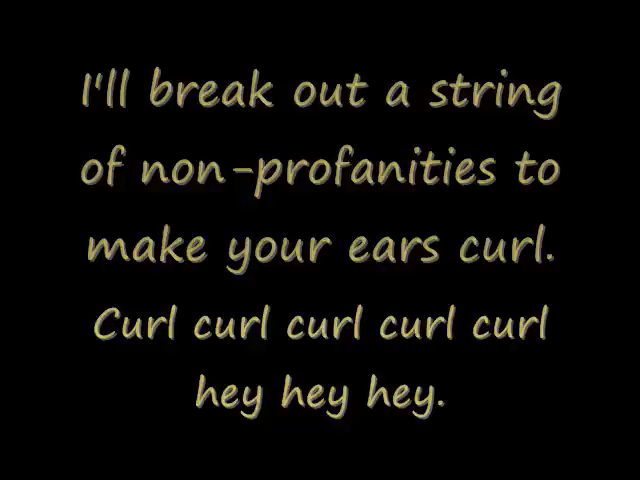 I'll break out a string
of non-profanities to
make your ears curl.
Curl curl curl curl curl
hey hey hey.